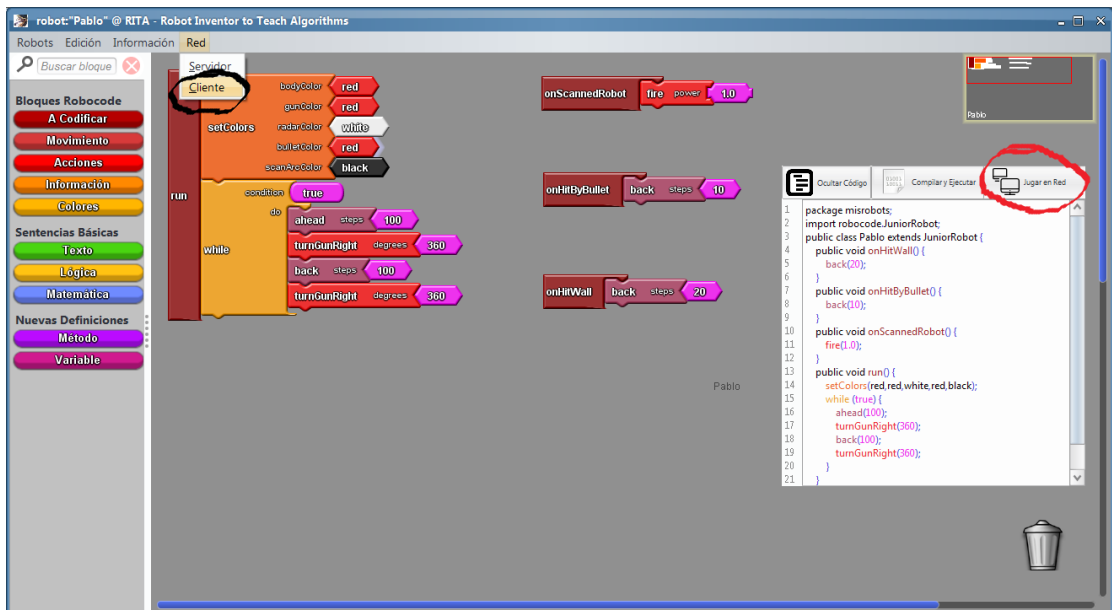 robot:"Pablo" @ RITA - Robot Inventor to Teach Algorithms
Robots Edición Información Red
Servidor
Cliente
Buscar bloque
Bloques Robocode
A Codificar
Movimiento
Acciones
Información
Colores
Sentencias Básicas
Texto
Lógica
Matemática
Nuevas Definiciones
Método
Variable
run
setColors
bodyColor red
gunColor red
radarColor white
bulletColor red
scanArcColor black
while
condition true
do
ahead steps 100
turnGunRight degrees 360
back steps 100
turnGunRight degrees 360
onScannedRobot fire power 1.0
onHitByBullet back steps 10
onHitWall back steps 20
Pablo
Pablo
Ocultar Código Compilar y Ejecutar Jugar en Red
1 package misrobots;
2 import robocode.JuniorRobot;
3 public class Pablo extends JuniorRobot {
4 public void onHitWall() {
5 back(20);
6 }
7 public void onHitByBullet() {
8 back(10);
9 }
10 public void onScannedRobot() {
11 fire(1.0);
12 }
13 public void run() {
14 setColors(red,red,white,red,black);
15 while (true) {
16 ahead(100);
17 turnGunRight(360);
18 back(100);
19 turnGunRight(360);
20 }
21 }